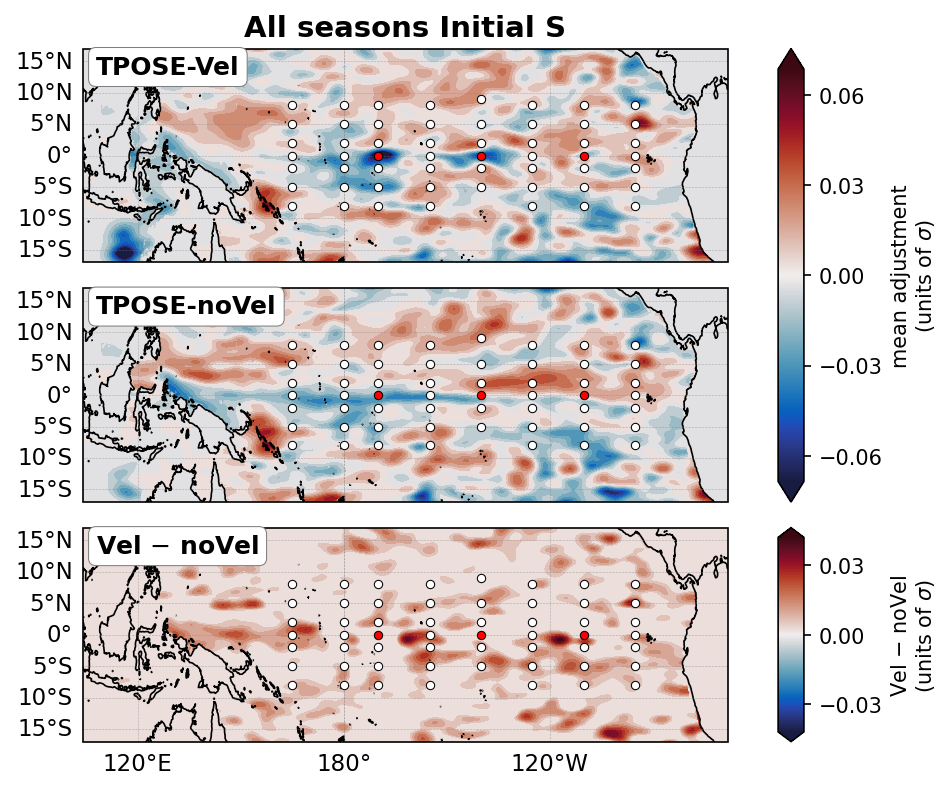 All seasons Initial S
TPOSE-Vel
15°N
10°N
5°N
0°
5°S
10°S
15°S
TPOSE-noVel
15°N
10°N
5°N
0°
5°S
10°S
15°S
0.06
0.03
0.00
−0.03
−0.06
mean adjustment
(units of σ)
Vel − noVel
15°N
10°N
5°N
0°
5°S
10°S
15°S
120°E
180°
120°W
0.03
0.00
−0.03
Vel − noVel
(units of σ)